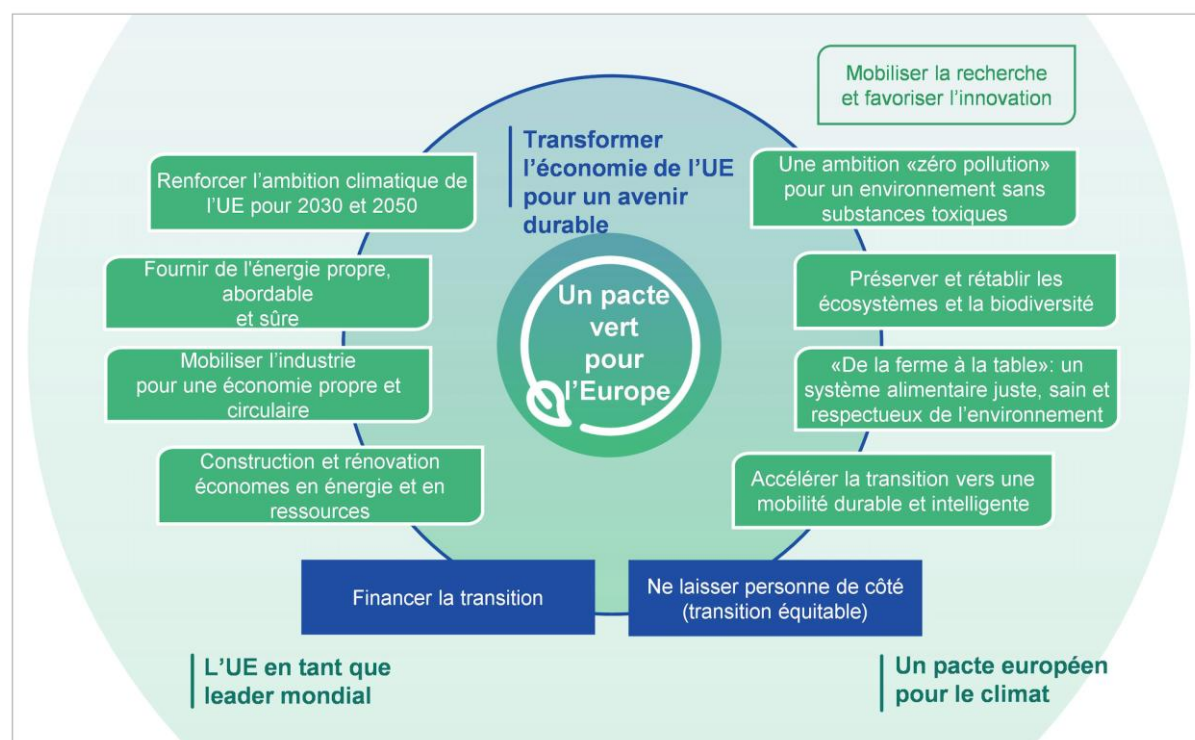 Mobiliser la recherche
et favoriser l’innovation
Transformer
l’économie de l’UE
pour un avenir
durable
Renforcer l’ambition climatique de
l’UE pour 2030 et 2050
Une ambition «zéro pollution»
pour un environnement sans
substances toxiques
Fournir de l'énergie propre,
abordable
et sûre
Préserver et rétablir les
écosystèmes et la biodiversité
Un pacte
vert
pour
l’Europe
Mobiliser l’industrie
pour une économie propre et
circulaire
«De la ferme à la table»: un
système alimentaire juste, sain et
respectueux de l’environnement
Construction et rénovation
économes en énergie et en
ressources
Accélérer la transition vers une
mobilité durable et intelligente
Financer la transition
Ne laisser personne de côté
(transition équitable)
L’UE en tant que
leader mondial
Un pacte européen
pour le climat